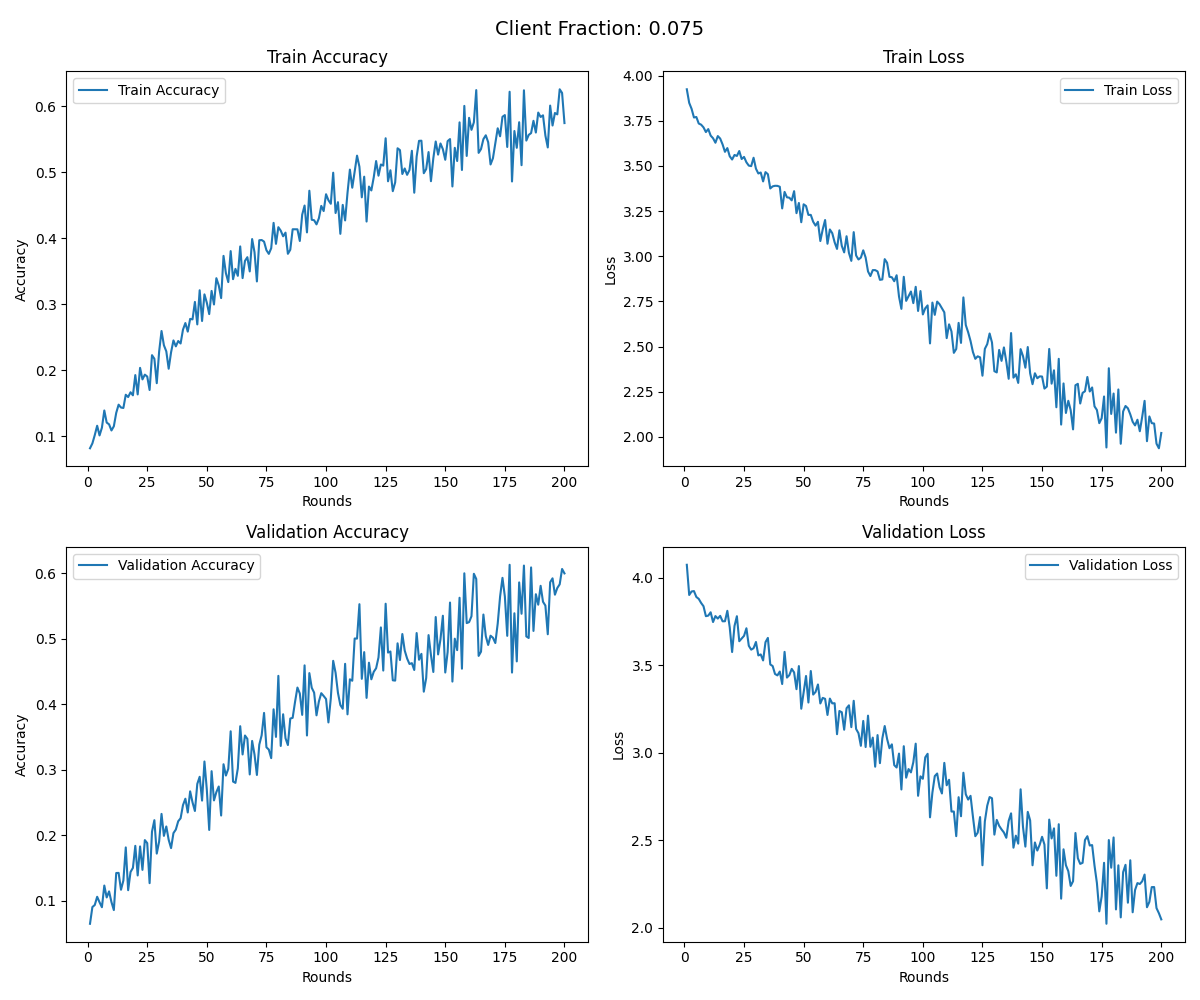 Client Fraction: 0.075
Train Accuracy
Train Accuracy
0.6
0.5
0.4
0.3
0.2
0.1
Accuracy
0 25 50 75 100 125 150 175 200
Rounds
Train Loss
Train Loss
4.00
3.75
3.50
3.25
3.00
2.75
2.50
2.25
2.00
Loss
0 25 50 75 100 125 150 175 200
Rounds
Validation Accuracy
Validation Accuracy
0.6
0.5
0.4
0.3
0.2
0.1
Accuracy
0 25 50 75 100 125 150 175 200
Rounds
Validation Loss
Validation Loss
4.0
3.5
3.0
2.5
2.0
Loss
0 25 50 75 100 125 150 175 200
Rounds